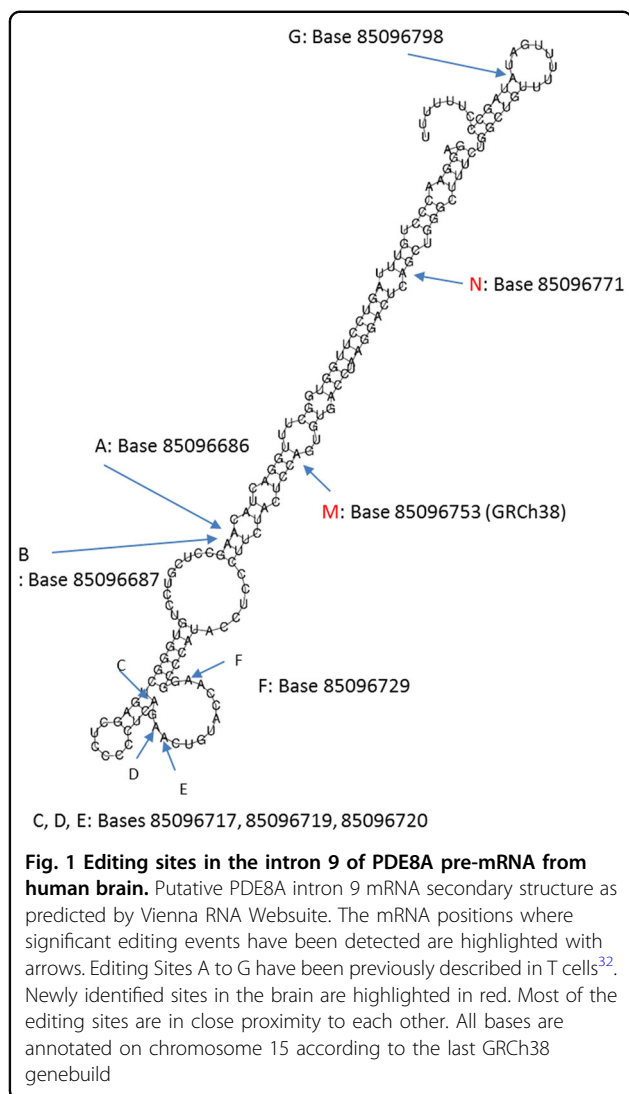 G: Base 85096798
N: Base 85096771
A: Base 85096686
M: Base 85096753 (GRCh38)
B
: Base 85096687
C
F
F: Base 85096729
D
E
C, D, E: Bases 85096717, 85096719, 85096720
Fig. 1 Editing sites in the intron 9 of PDE8A pre-mRNA from
human brain. Putative PDE8A intron 9 mRNA secondary structure as
predicted by Vienna RNA Websuite. The mRNA positions where
significant editing events have been detected are highlighted with
arrows. Editing Sites A to G have been previously described in T cells32.
Newly identified sites in the brain are highlighted in red. Most of the
editing sites are in close proximity to each other. All bases are
annotated on chromosome 15 according to the last GRCh38
genebuild